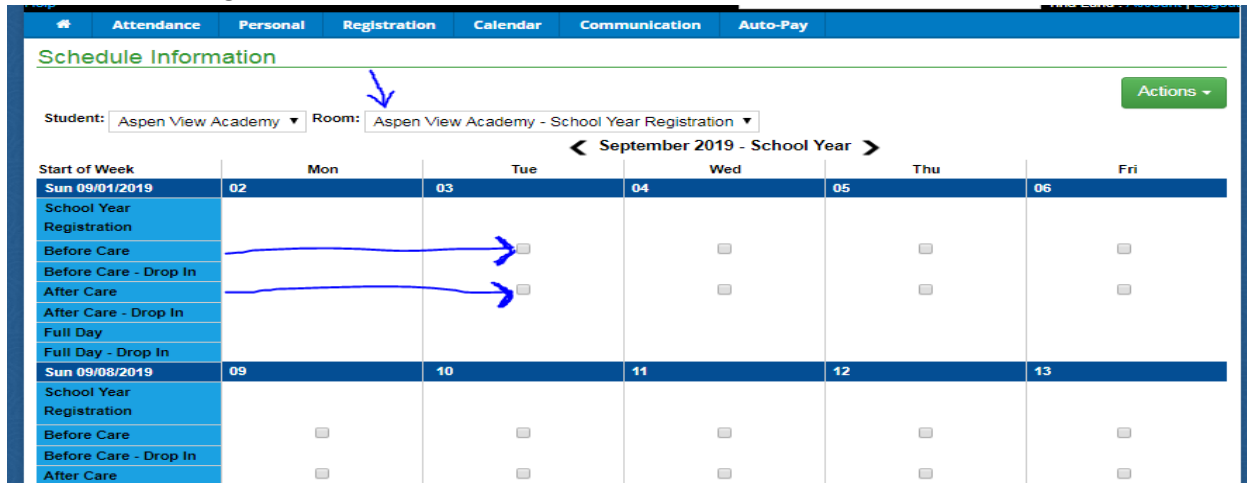 Attendance Personal Registration Calendar Communication Auto-Pay
Schedule Information
Actions
Student: Aspen View Academy Room: Aspen View Academy - School Year Registration
September 2019 - School Year
Start of Week Mon Tue Wed Thu Fri
Sun 09/01/2019 02 03 04 05 06
School Year
Registration
Before Care
Before Care - Drop In
After Care
After Care - Drop In
Full Day
Full Day - Drop In
Sun 09/08/2019 09 10 11 12 13
School Year
Registration
Before Care
Before Care - Drop In
After Care